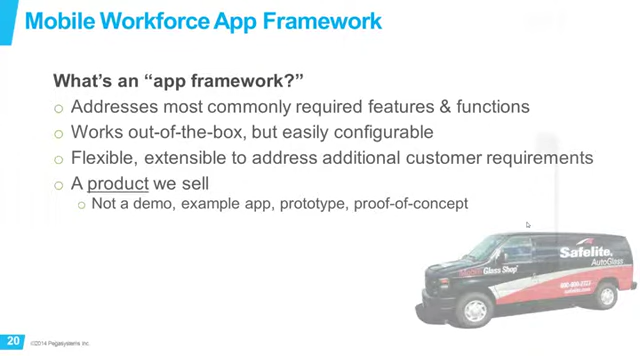 Mobile Workforce App Framework
What's an “app framework?”
Addresses most commonly required features & functions
Works out-of-the-box, but easily configurable
Flexible, extensible to address additional customer requirements
A product we sell
Not a demo, example app, prototype, proof-of-concept
Safelite
AutoGlass
Glass Shop
20
©2014 Pegasystems Inc.